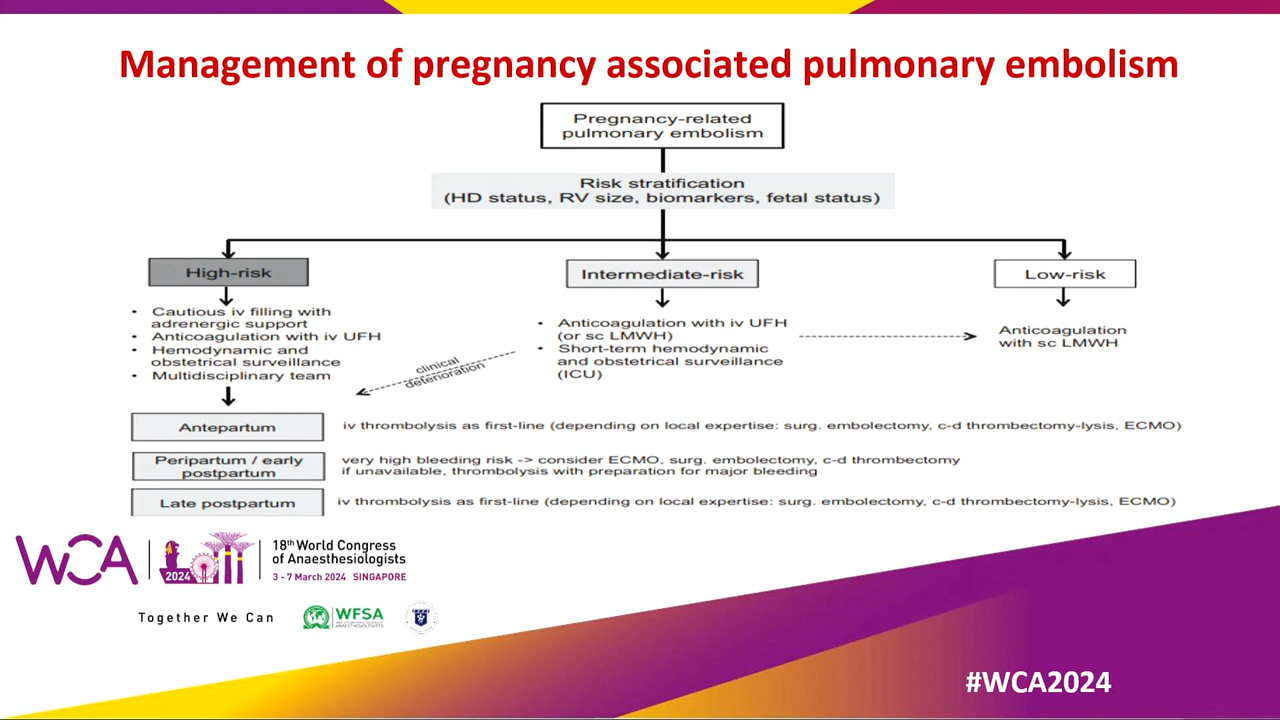 Management of pregnancy associated pulmonary embolism
Pregnancy-related
pulmonary embolism
Risk stratification
(HD status, RV size, biomarkers, fetal status)
High-risk
Intermediate-risk
Low-risk
• Cautious iv filling with
adrenergic support
• Anticoagulation with iv UFH
• Hemodynamic and
obstetrical surveillance
• Multidisciplinary team
• Anticoagulation with iv UFH
(or sc LMWH)
• Short-term hemodynamic
and obstetrical surveillance
(ICU)
Anticoagulation
with sc LMWH
clinical
deterioration
Antepartum
iv thrombolysis as first-line (depending on local expertise: surg. embolectomy, c-d thrombectomy-lysis, ECMO)
Peripartum / early
postpartum
very high bleeding risk -> consider ECMO, surg. embolectomy, c-d thrombectomy
if unavailable, thrombolysis with preparation for major bleeding
Late postpartum
iv thrombolysis as first-line (depending on local expertise: surg. embolectomy, c-d thrombectomy-lysis, ECMO)
WCA
2024
18th World Congress
of Anaesthesiologists
3 - 7 March 2024 SINGAPORE
Together We Can
WFSA
#WCA2024